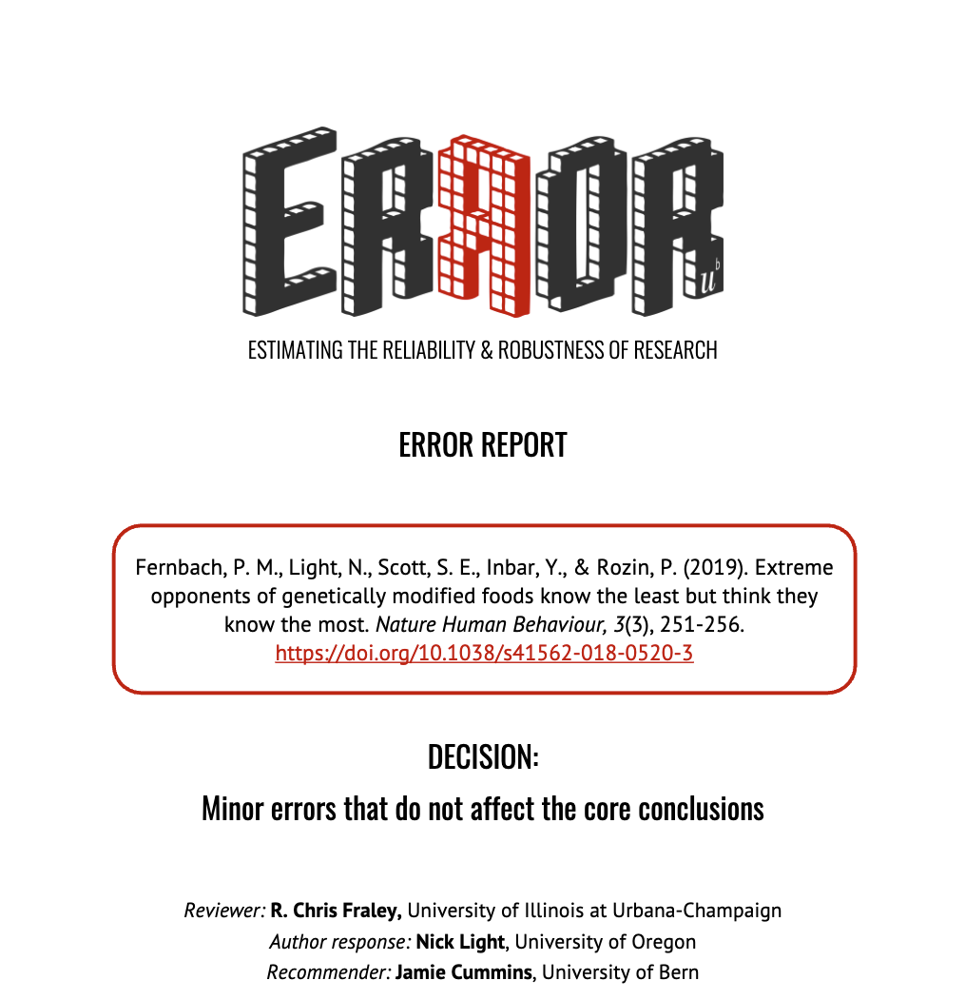 ERROR
ub
ESTIMATING THE RELIABILITY & ROBUSTNESS OF RESEARCH
ERROR REPORT
Fernbach, P. M., Light, N., Scott, S. E., Inbar, Y., & Rozin, P. (2019). Extreme
opponents of genetically modified foods know the least but think they
know the most. Nature Human Behaviour, 3(3), 251-256.
https://doi.org/10.1038/s41562-018-0520-3
DECISION:
Minor errors that do not affect the core conclusions
Reviewer: R. Chris Fraley, University of Illinois at Urbana-Champaign
Author response: Nick Light, University of Oregon
Recommender: Jamie Cummins, University of Bern